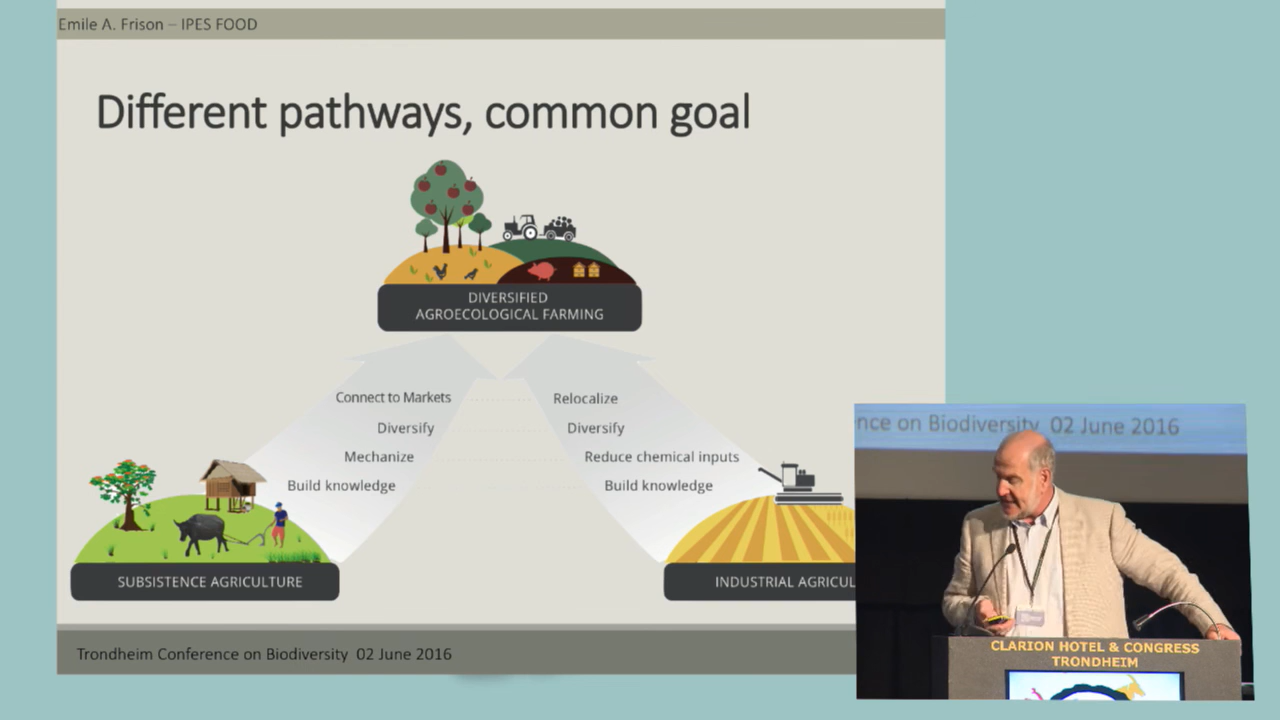 Emile A. Frison – IPES FOOD
Different pathways, common goal
DIVERSIFIED
AGROECOLOGICAL FARMING
Connect to Markets
Relocalize
Diversify
Diversify
Mechanize
Reduce chemical inputs
Build knowledge
Build knowledge
SUBSISTENCE AGRICULTURE
INDUSTRIAL AGRICUL
Trondheim Conference on Biodiversity 02 June 2016
nce on Biodiversity 02 June 2016
CLARION HOTEL & CONGRESS
TRONDHEIM